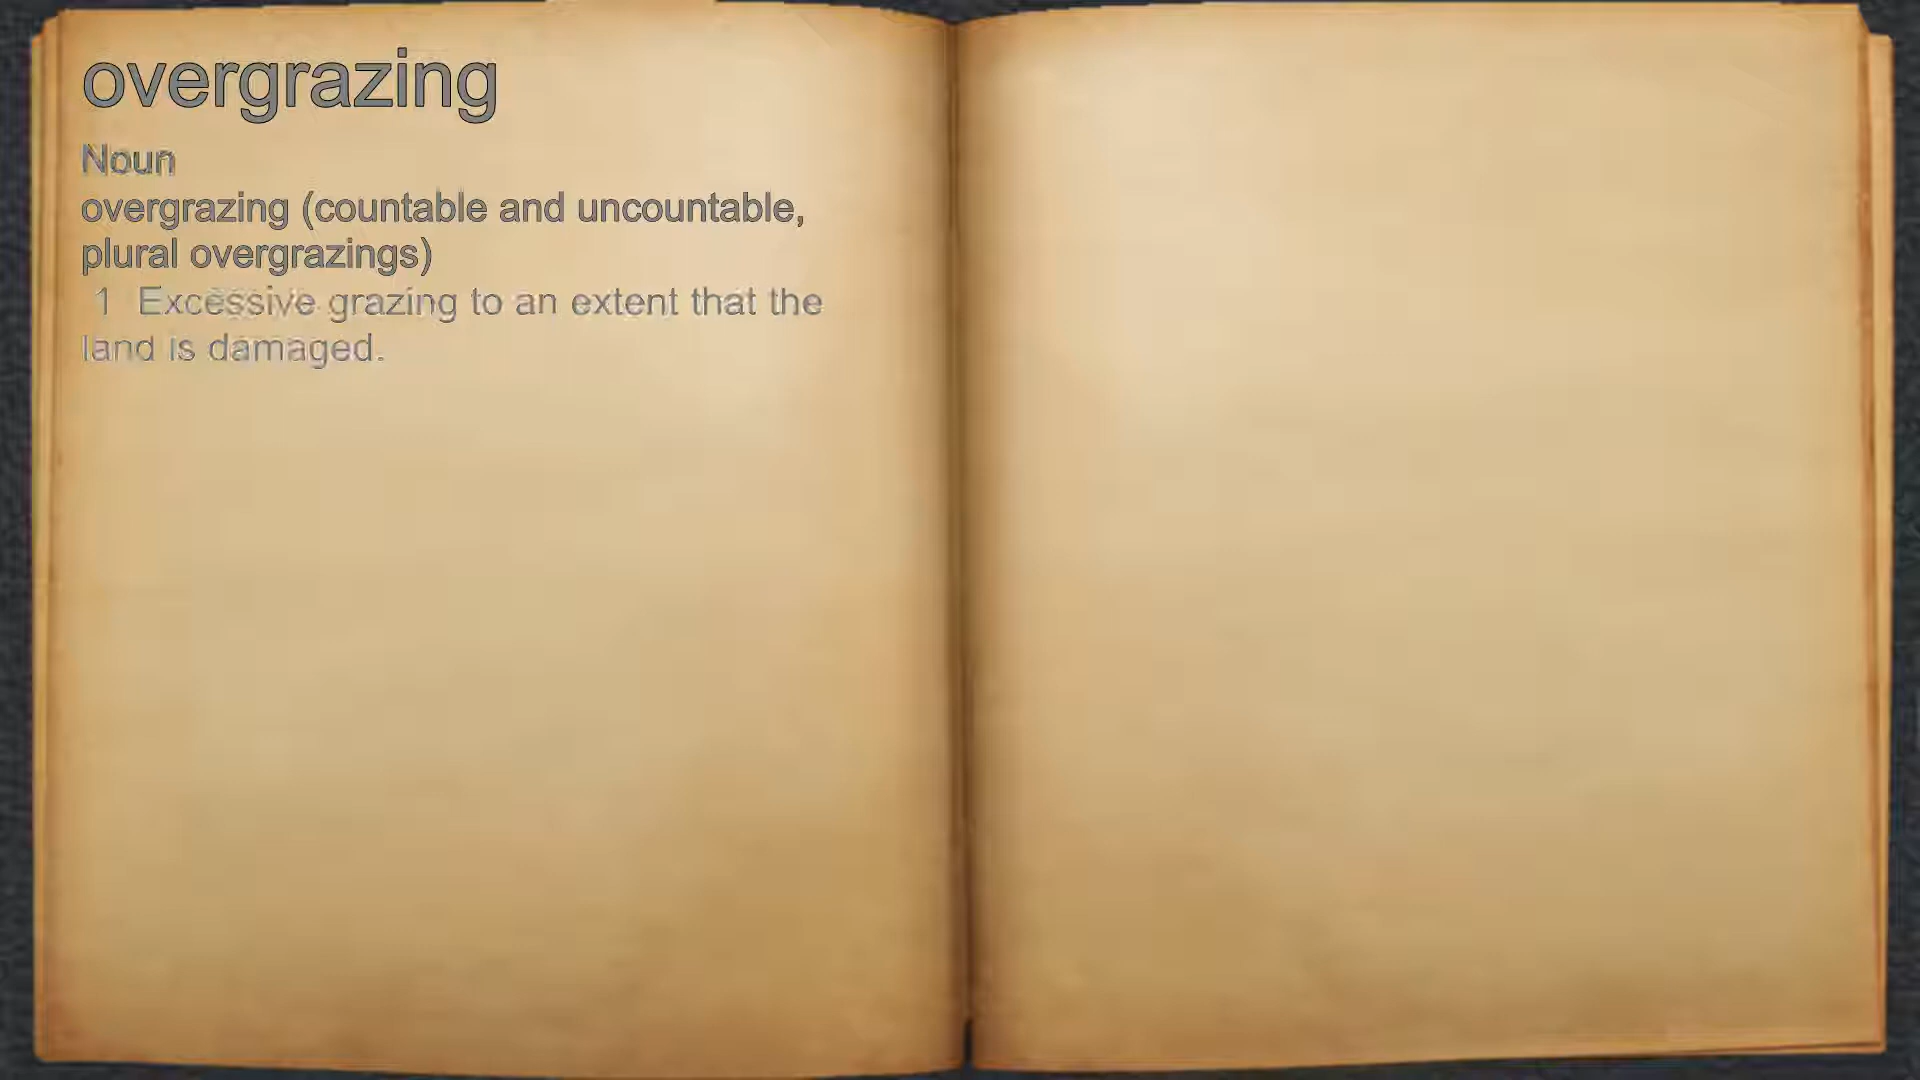 overgrazing
Noun
overgrazing (countable and uncountable,
plural overgrazings)
1 Excessive grazing to an extent that the
land is damaged.